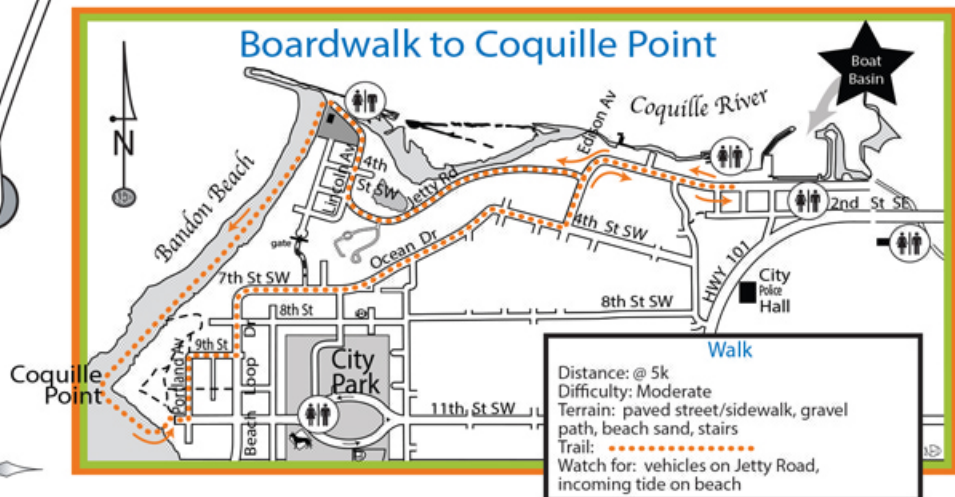 Boardwalk to Coquille Point
Boat
Basin
N
Coquille River
Edison Av
Bandon Beach
Lincoln Av
4th
St SW
Jetty Rd
2nd St SE
4th St SW
Ocean Dr
gate
HWY 101
7th St SW
City
Police
Hall
8th St
8th St SW
9th St
Portland Av
Beach Loop Dr
City
Park
Coquille
Point
11th St SW
Walk
Distance: @ 5k
Difficulty: Moderate
Terrain: paved street/sidewalk, gravel
path, beach sand, stairs
Trail:
Watch for: vehicles on Jetty Road,
incoming tide on beach